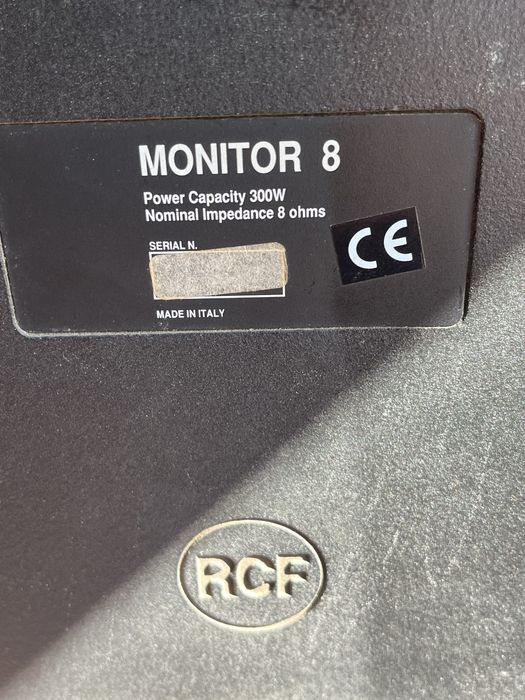 MONITOR 8
Power Capacity 300W
Nominal Impedance 8 ohms
SERIAL N.
CE
MADE IN ITALY
RCF